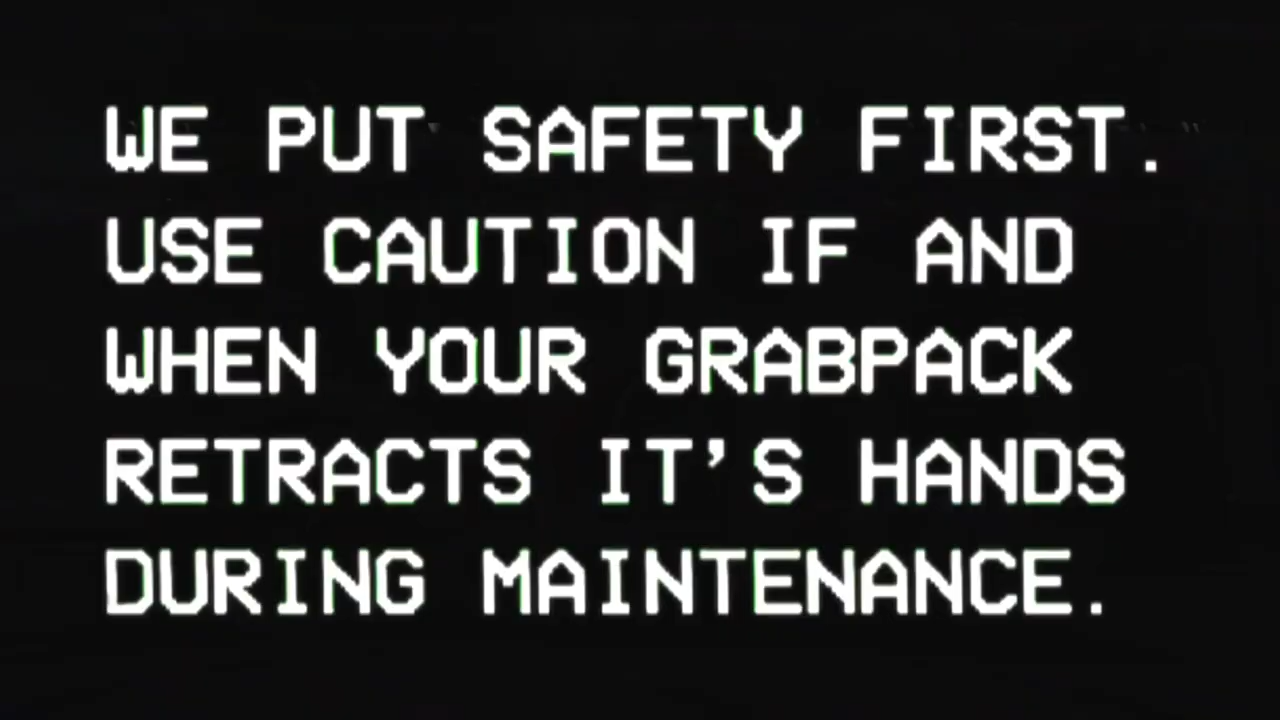 WE PUT SAFETY FIRST.
USE CAUTION IF AND
WHEN YOUR GRABPACK
RETRACTS IT'S HANDS
DURING MAINTENANCE.